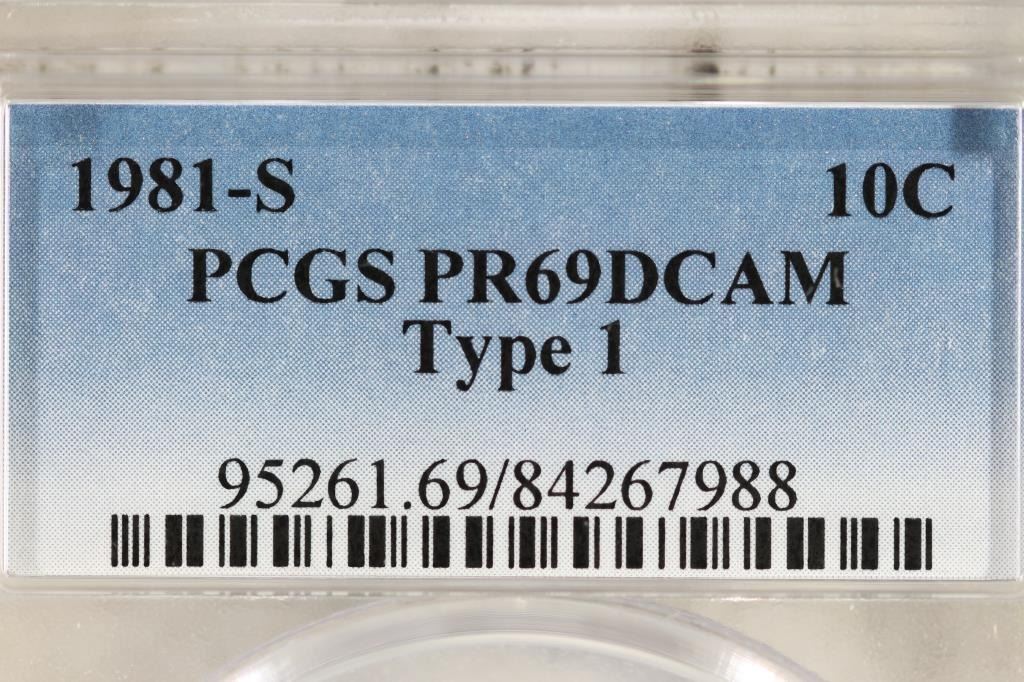 1981-S 10C
PCGS PR69DCAM
Type 1
95261.69/84267988